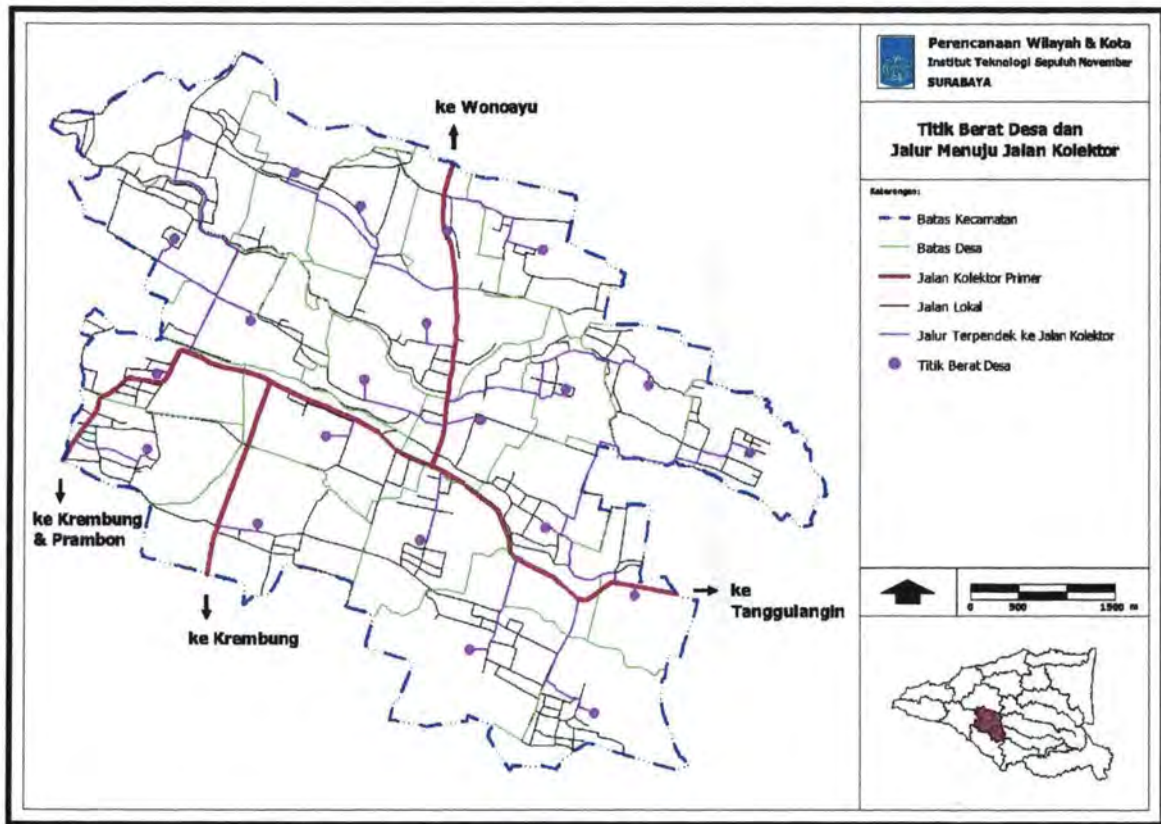 Perencanaan Wilayah & Kota
Institut Teknologi Sepuluh November
SURABAYA
Titik Berat Desa dan
Jalur Menuju Jalan Kolektor
Keterangan:
Batas Kecamatan
Batas Desa
Jalan Kolektor Primer
Jalan Lokal
Jalur Terpendek ke Jalan Kolektor
Titik Berat Desa
0 500 1500 m
ke Wonoayu
ke Krembung
& Prambon
ke Krembung
ke
Tanggulangin